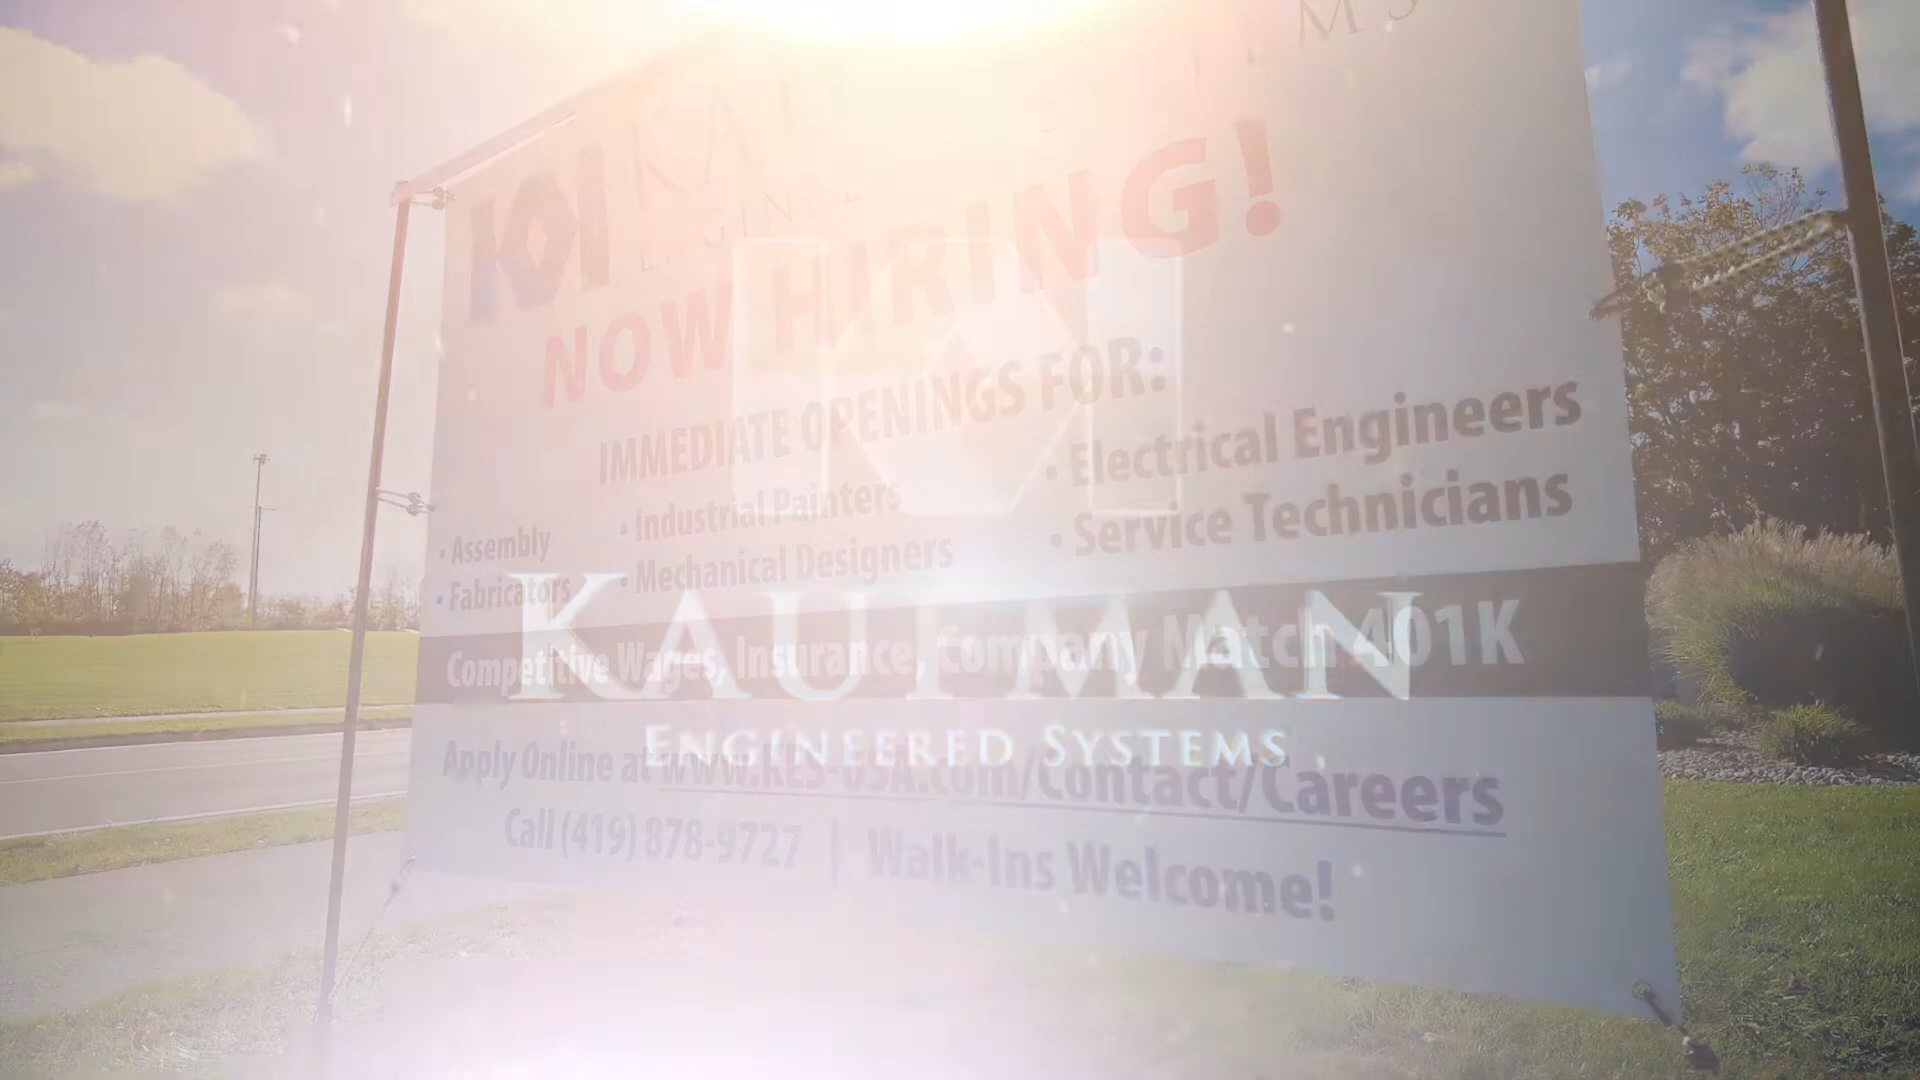 NOW HIRING!
IMMEDIATE OPENINGS FOR:
• Assembly
• Fabricators
• Industrial Painters
• Mechanical Designers
• Electrical Engineers
• Service Technicians
Competitive Wages, Insurance, Company Match 401K
Apply Online at www.KES-USA.com/Contact/Careers
Call (419) 878-9727 | Walk-Ins Welcome!
KAUFMAN
ENGINEERED SYSTEMS